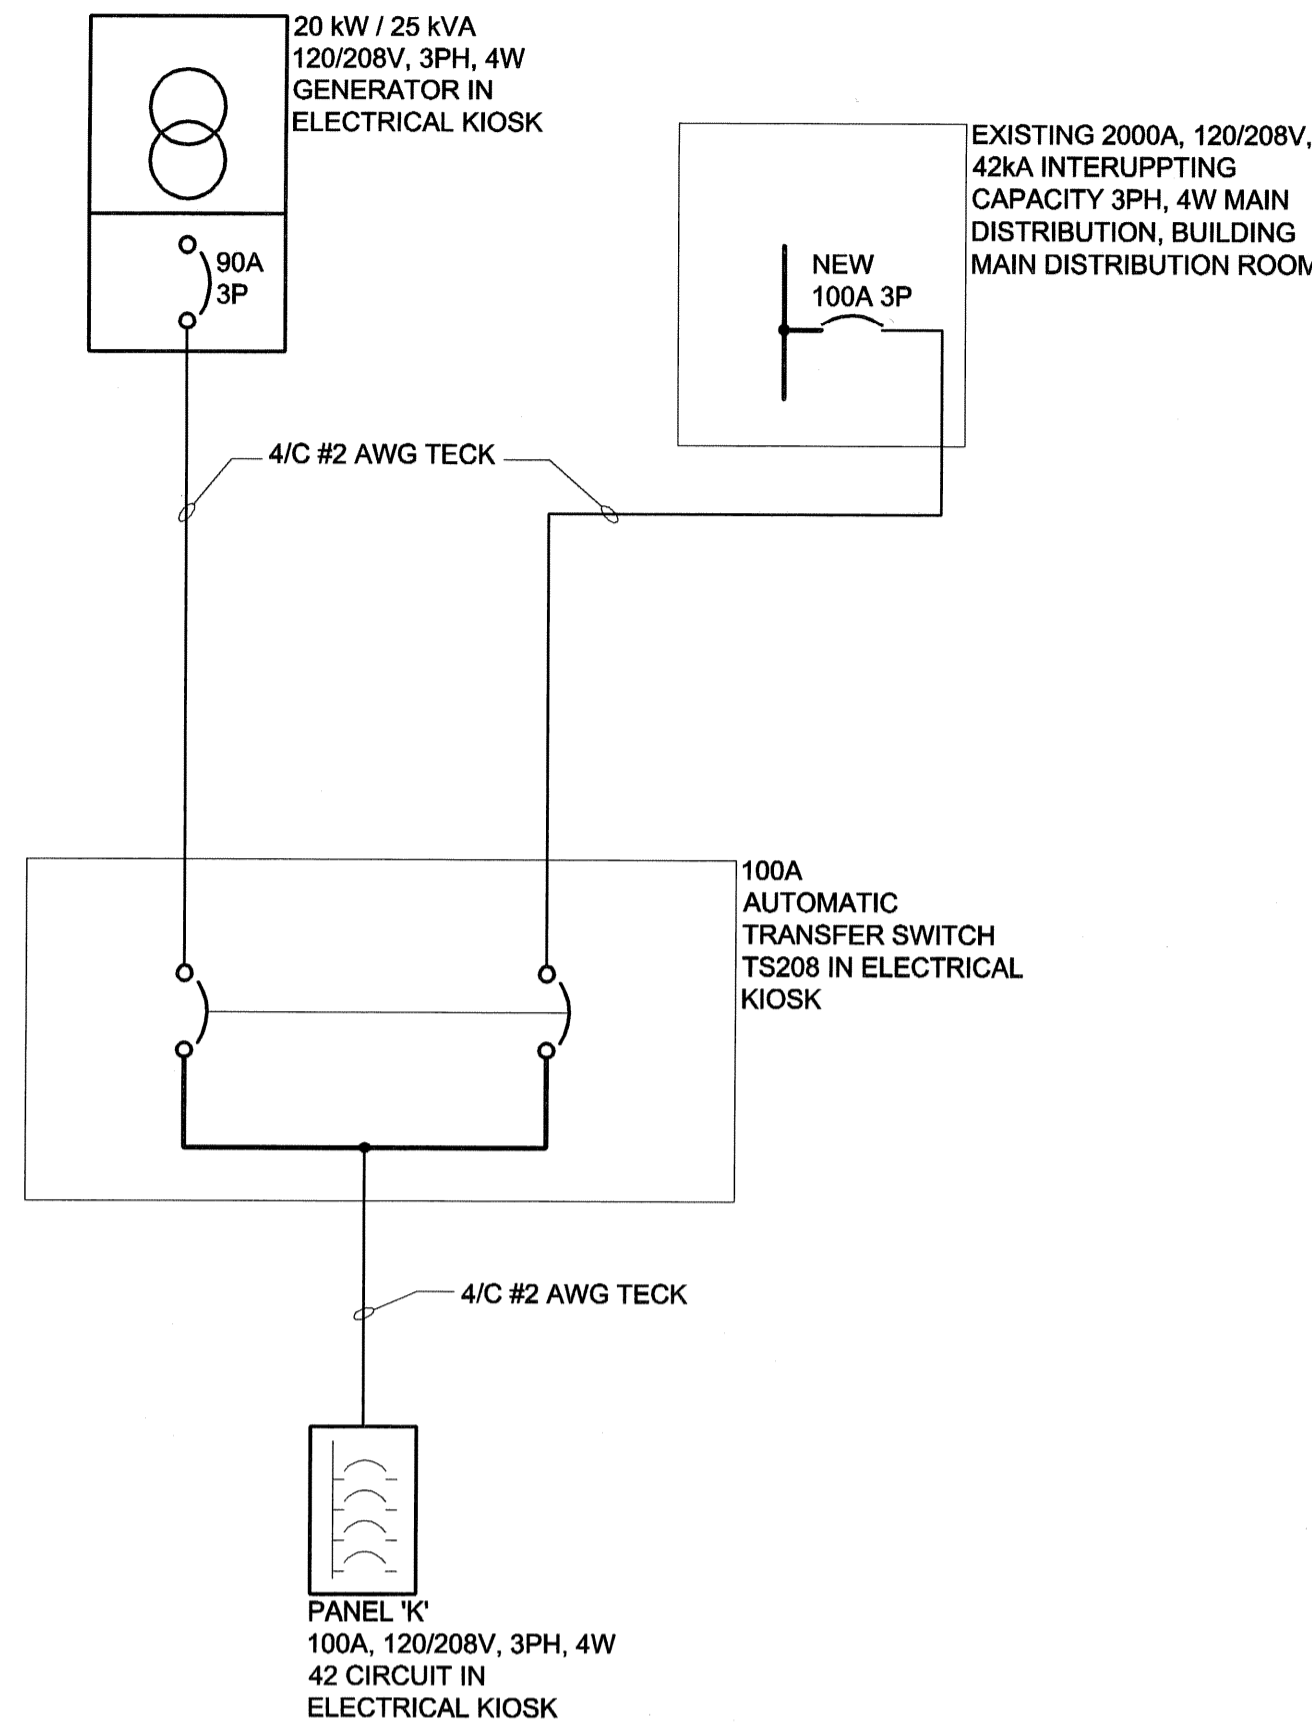 20 kW / 25 kVA
120/208V, 3PH, 4W
GENERATOR IN
ELECTRICAL KIOSK
90A
3P
EXISTING 2000A, 120/208V,
42kA INTERUPPTING
CAPACITY 3PH, 4W MAIN
DISTRIBUTION, BUILDING
MAIN DISTRIBUTION ROOM
NEW
100A 3P
4/C #2 AWG TECK
100A
AUTOMATIC
TRANSFER SWITCH
TS208 IN ELECTRICAL
KIOSK
4/C #2 AWG TECK
PANEL 'K'
100A, 120/208V, 3PH, 4W
42 CIRCUIT IN
ELECTRICAL KIOSK